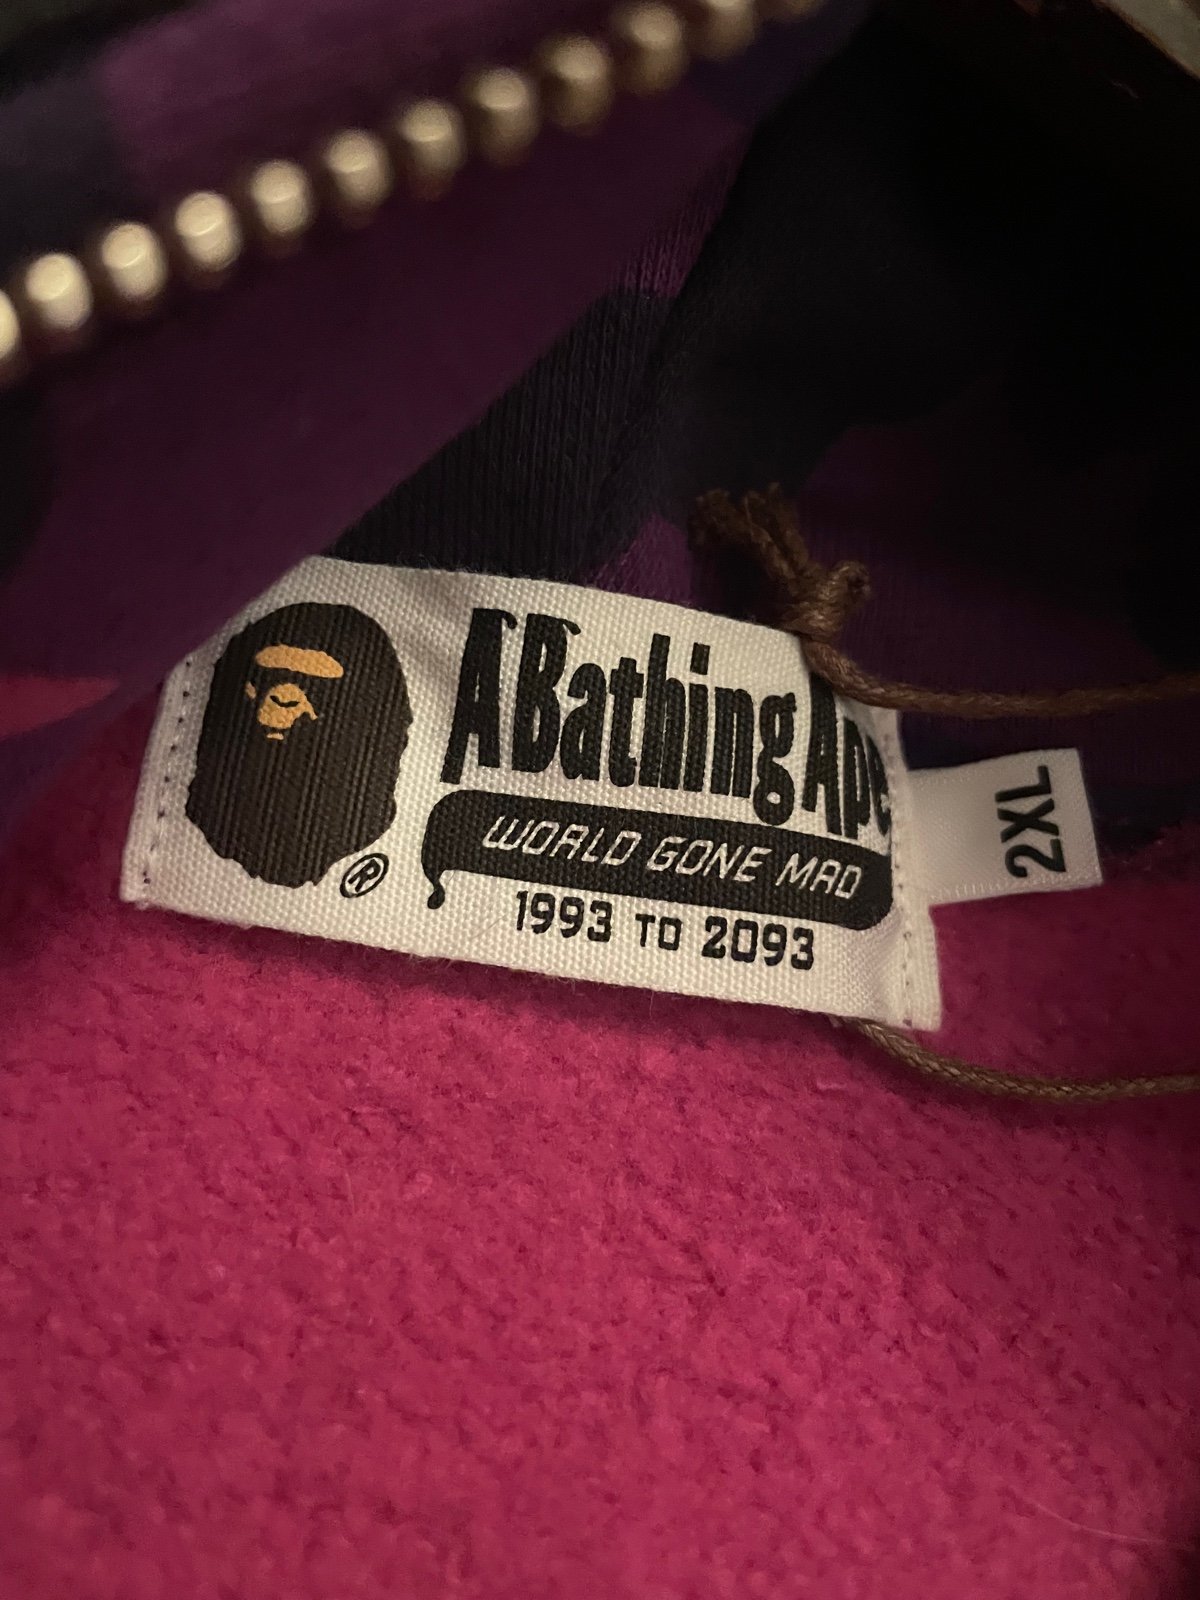 A Bathing Ape
®
WORLD GONE MAD
1993 TO 2093
2XL